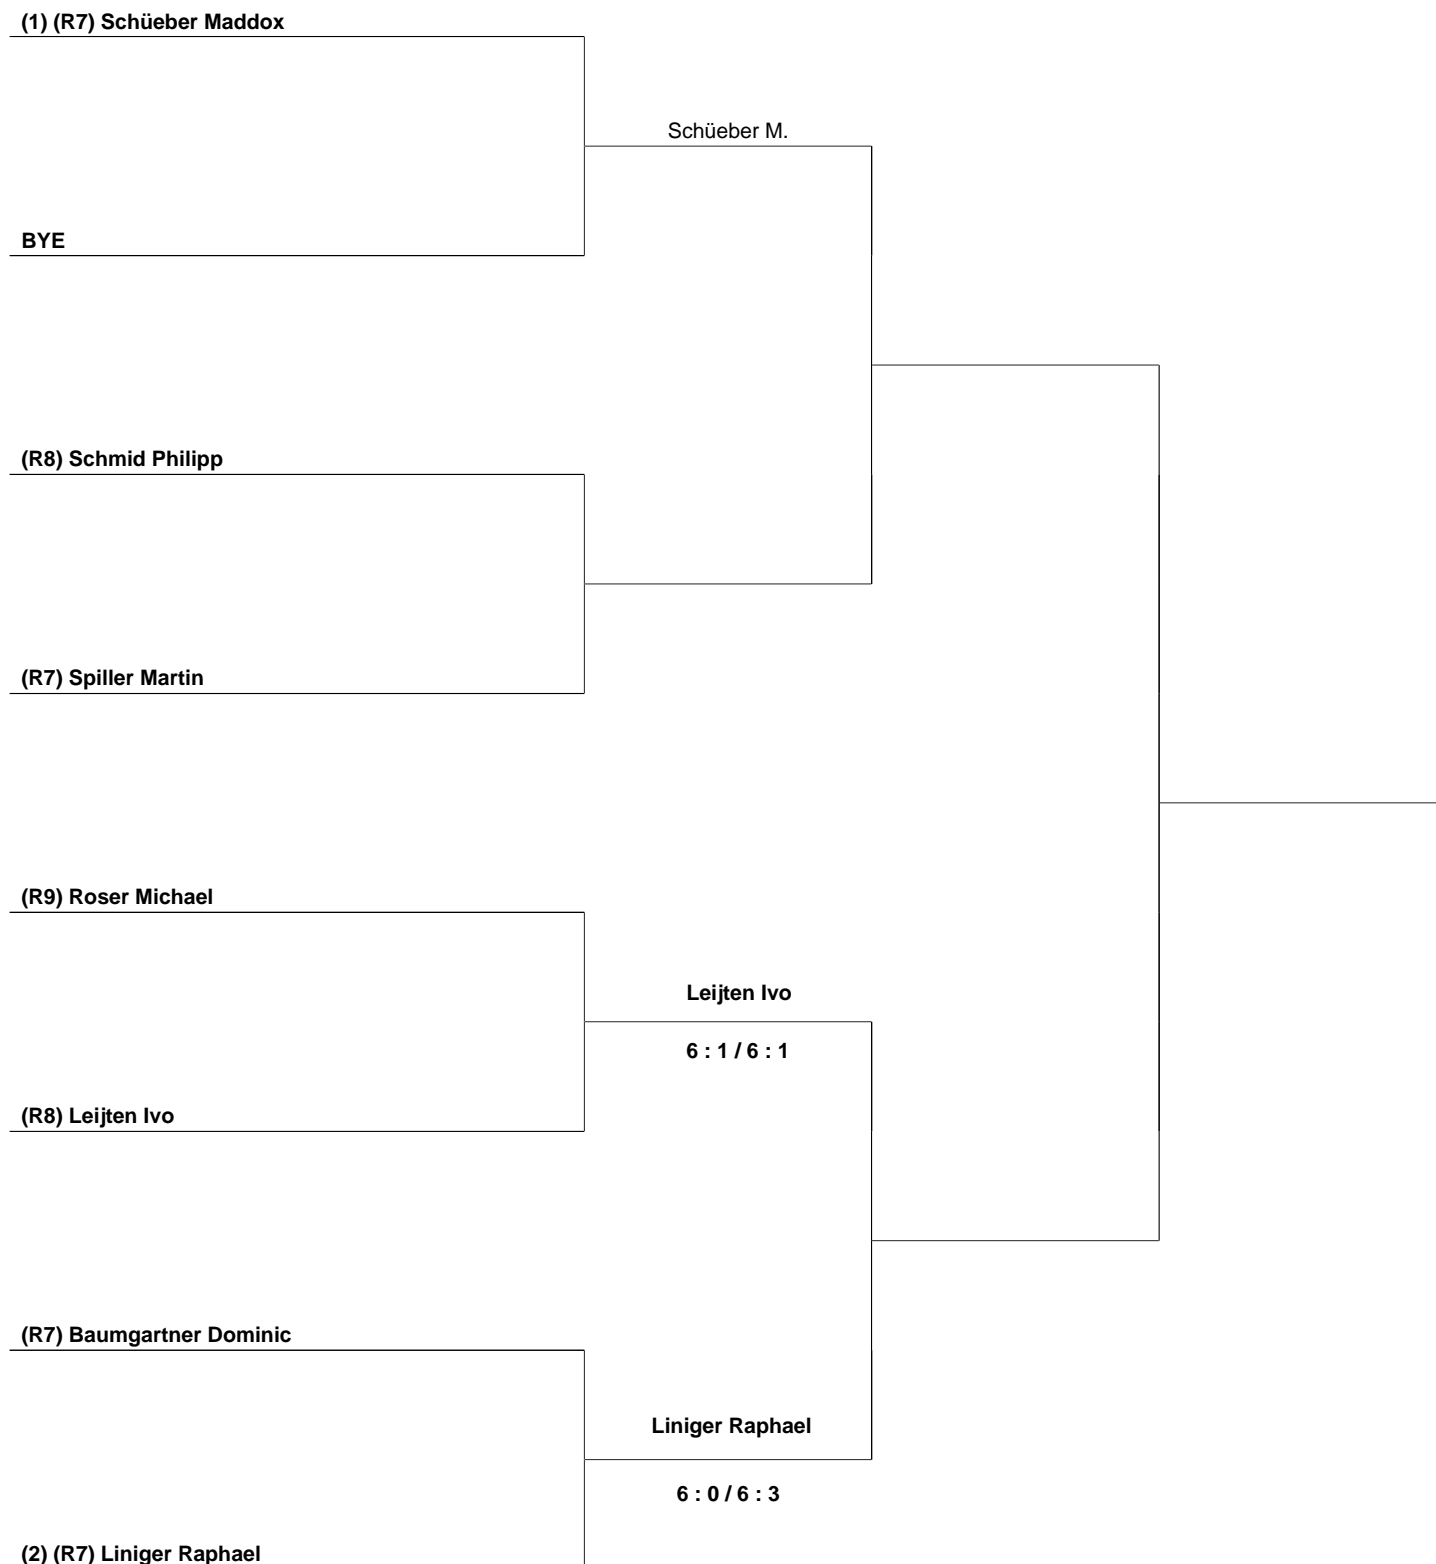 (1) (R7) Schüeber Maddox
Schüeber M.
BYE
(R8) Schmid Philipp
(R7) Spiller Martin
(R9) Roser Michael
Leijten Ivo
6 : 1 / 6 : 1
(R8) Leijten Ivo
(R7) Baumgartner Dominic
Liniger Raphael
6 : 0 / 6 : 3
(2) (R7) Liniger Raphael